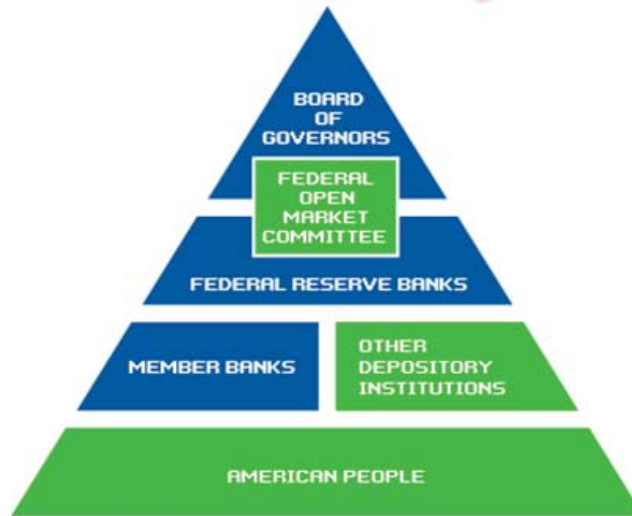 BOARD
OF
GOVERNORS
FEDERAL
OPEN
MARKET
COMMITTEE
FEDERAL RESERVE BANKS
MEMBER BANKS
OTHER
DEPOSITORY
INSTITUTIONS
AMERICAN PEOPLE